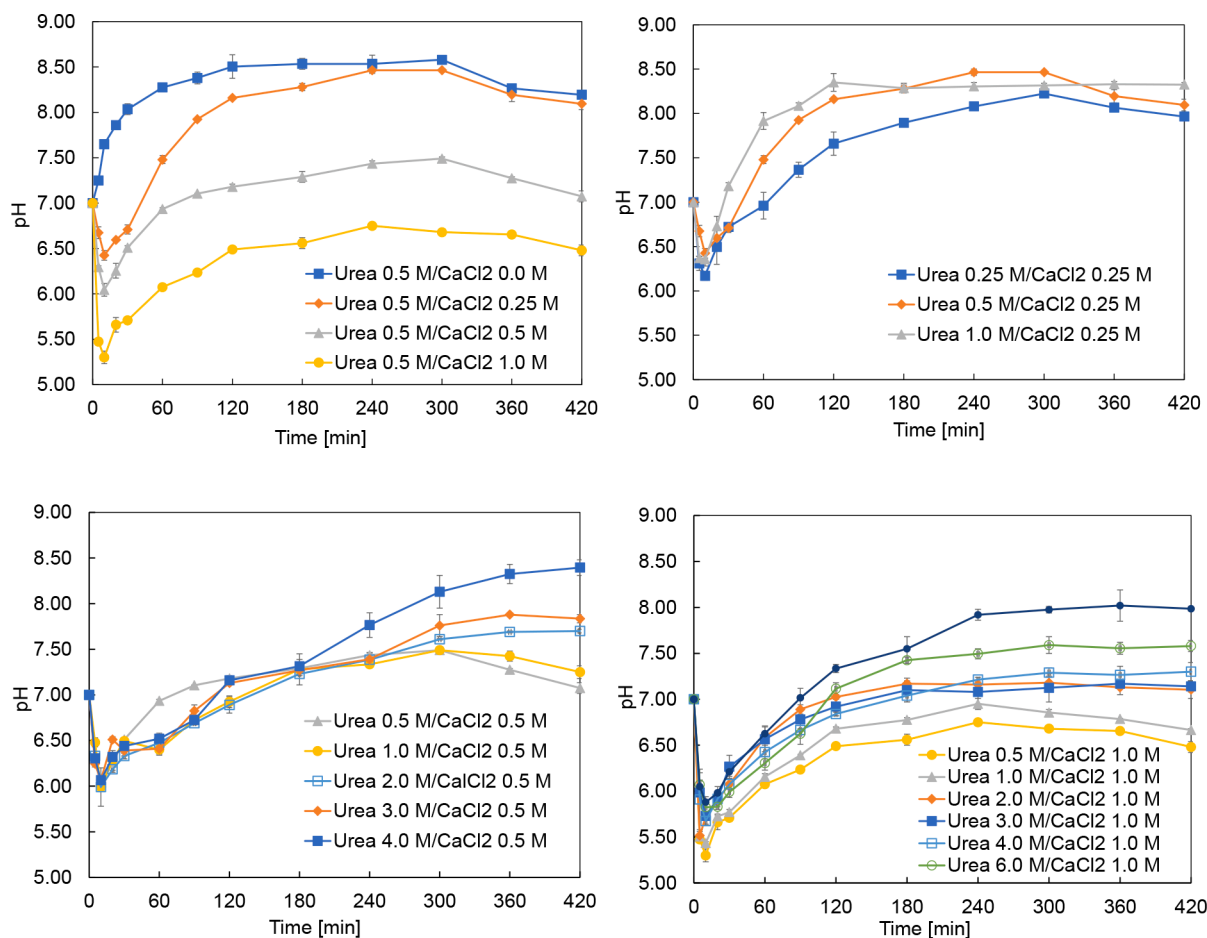 9.00
8.50
8.00
7.50
7.00
6.50
6.00
5.50
5.00
pH
0 60 120 180 240 300 360 420
Time [min]
Urea 0.5 M/CaCl2 0.0 M
Urea 0.5 M/CaCl2 0.25 M
Urea 0.5 M/CaCl2 0.5 M
Urea 0.5 M/CaCl2 1.0 M
9.00
8.50
8.00
7.50
7.00
6.50
6.00
5.50
5.00
pH
0 60 120 180 240 300 360 420
Time [min]
Urea 0.25 M/CaCl2 0.25 M
Urea 0.5 M/CaCl2 0.25 M
Urea 1.0 M/CaCl2 0.25 M
9.00
8.50
8.00
7.50
7.00
6.50
6.00
5.50
5.00
pH
0 60 120 180 240 300 360 420
Time [min]
Urea 0.5 M/CaCl2 0.5 M
Urea 1.0 M/CaCl2 0.5 M
Urea 2.0 M/CalCl2 0.5 M
Urea 3.0 M/CaCl2 0.5 M
Urea 4.0 M/CaCl2 0.5 M
9.00
8.50
8.00
7.50
7.00
6.50
6.00
5.50
5.00
pH
0 60 120 180 240 300 360 420
Time [min]
Urea 0.5 M/CaCl2 1.0 M
Urea 1.0 M/CaCl2 1.0 M
Urea 2.0 M/CaCl2 1.0 M
Urea 3.0 M/CaCl2 1.0 M
Urea 4.0 M/CaCl2 1.0 M
Urea 6.0 M/CaCl2 1.0 M